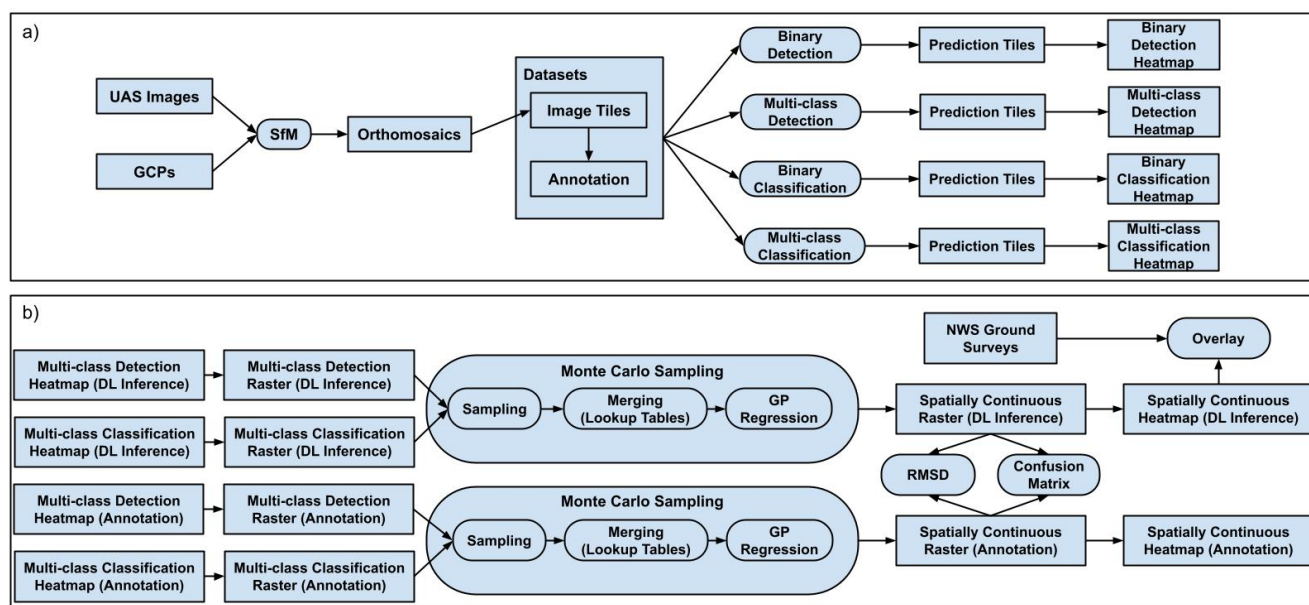 a)
UAS Images
GCPs
SfM
Orthomosaics
Datasets
Image Tiles
Annotation
Binary
Detection
Prediction Tiles
Binary
Detection
Heatmap
Multi-class
Detection
Prediction Tiles
Multi-class
Detection
Heatmap
Binary
Classification
Prediction Tiles
Binary
Classification
Heatmap
Multi-class
Classification
Prediction Tiles
Multi-class
Classification
Heatmap
b)
NWS Ground
Surveys
Overlay
Multi-class Detection
Heatmap (DL Inference)
Multi-class Detection
Raster (DL Inference)
Multi-class Classification
Heatmap (DL Inference)
Multi-class Classification
Raster (DL Inference)
Monte Carlo Sampling
Sampling
Merging
(Lookup Tables)
GP
Regression
Spatially Continuous
Raster (DL Inference)
Spatially Continuous
Heatmap (DL Inference)
RMSD
Confusion
Matrix
Multi-class Detection
Heatmap (Annotation)
Multi-class Detection
Raster (Annotation)
Multi-class Classification
Heatmap (Annotation)
Multi-class Classification
Raster (Annotation)
Monte Carlo Sampling
Sampling
Merging
(Lookup Tables)
GP
Regression
Spatially Continuous
Raster (Annotation)
Spatially Continuous
Heatmap (Annotation)